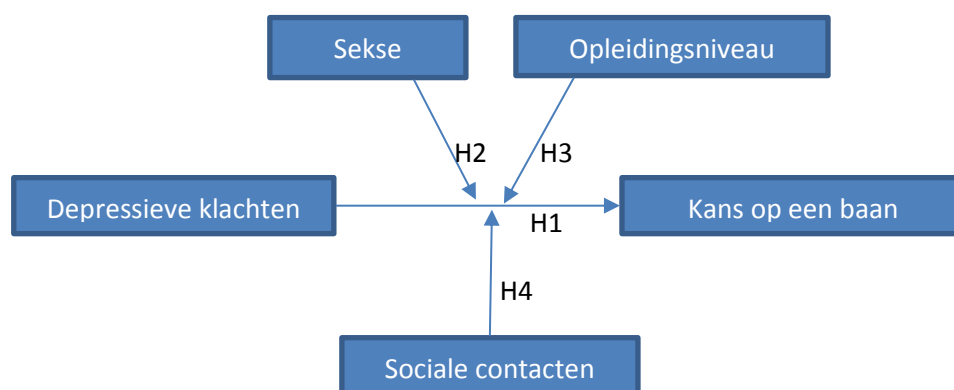 Sekse
Opleidingsniveau
H2
H3
Depressieve klachten
Kans op een baan
H1
H4
Sociale contacten